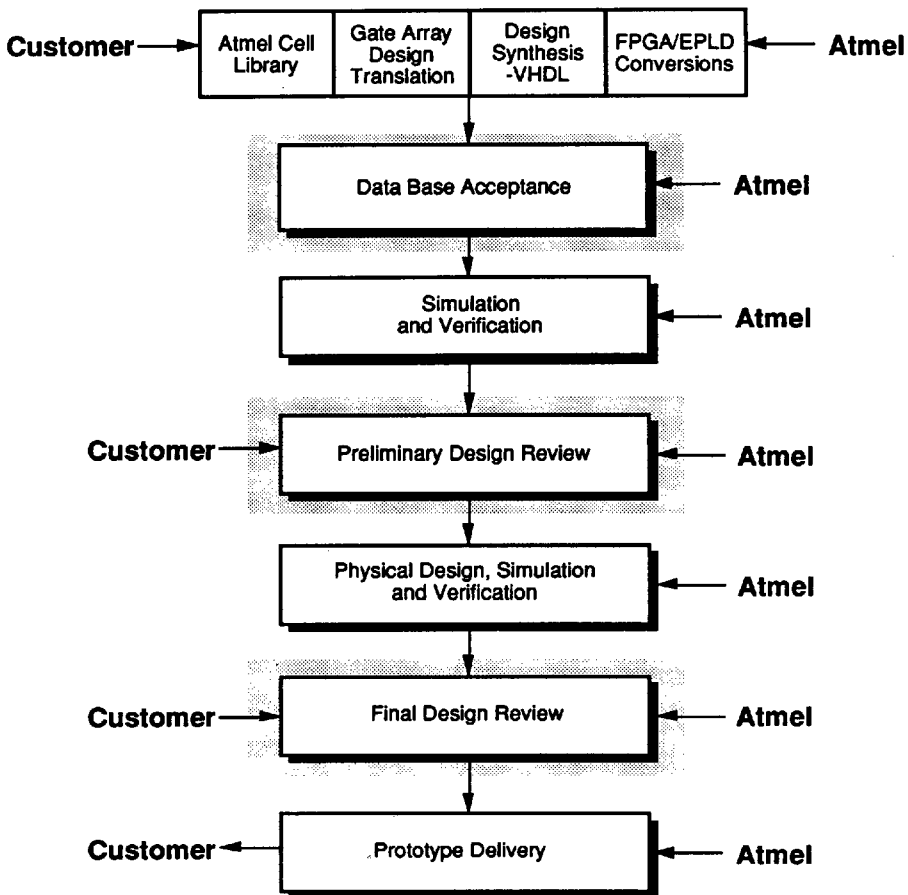 Customer
Atmel Cell
Library
Gate Array
Design
Translation
Design
Synthesis
-VHDL
FPGA/EPLD
Conversions
Atmel
Data Base Acceptance
Atmel
Simulation
and Verification
Atmel
Customer
Preliminary Design Review
Atmel
Physical Design, Simulation
and Verification
Atmel
Customer
Final Design Review
Atmel
Customer
Prototype Delivery
Atmel